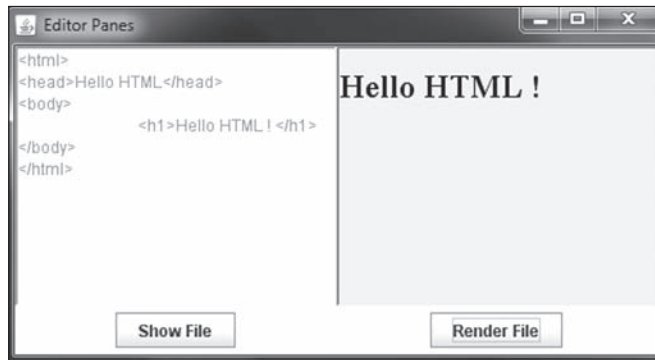 Editor Panes
<html>
<head>Hello HTML</head>
<body>
<h1>Hello HTML ! </h1>
</body>
</html>
Hello HTML !
Show File
Render File